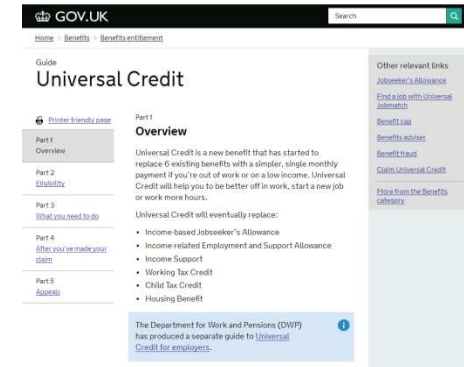 GOV.UK
Search
Home
Benefits
Benefits entitlement
Guide
Universal Credit
Printer friendly page
Part 1
Overview
Part 2
Eligibility
Part 3
What you need to do
Part 4
After you've made your
claim
Part 5
Appeals
Part 1
Overview
Universal Credit is a new benefit that has started to
replace 6 existing benefits with a simpler, single monthly
payment if you're out of work or on a low income. Universal
Credit will help you to be better off in work, start a new job
or work more hours.
Universal Credit will eventually replace:
• Income-based Jobseeker's Allowance
• Income-related Employment and Support Allowance
• Income Support
• Working Tax Credit
• Child Tax Credit
• Housing Benefit
The Department for Work and Pensions (DWP)
has produced a separate guide to Universal
Credit for employers.
Other relevant links
Jobseeker's Allowance
Find a job with Universal
Jobmatch
Benefit cap
Benefits adviser
Benefit fraud
Claim Universal Credit
More from the Benefits
category